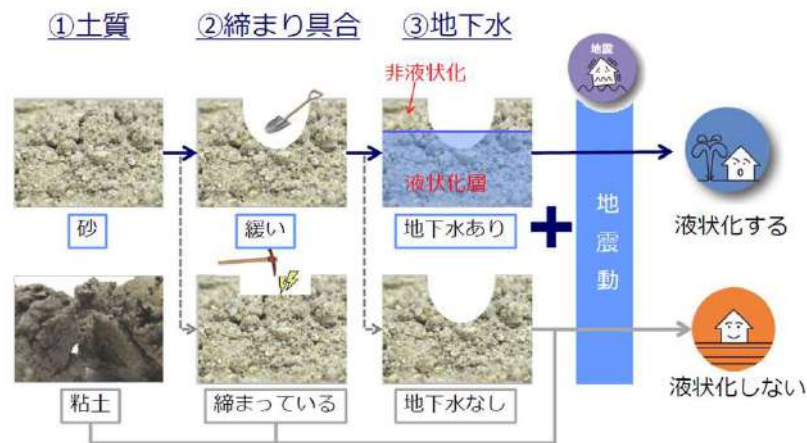 ①土質
②締まり具合
③地下水
地震
非液状化
液状化層
砂
緩い
地下水あり
地震動
液状化する
粘土
締まっている
地下水なし
液状化しない